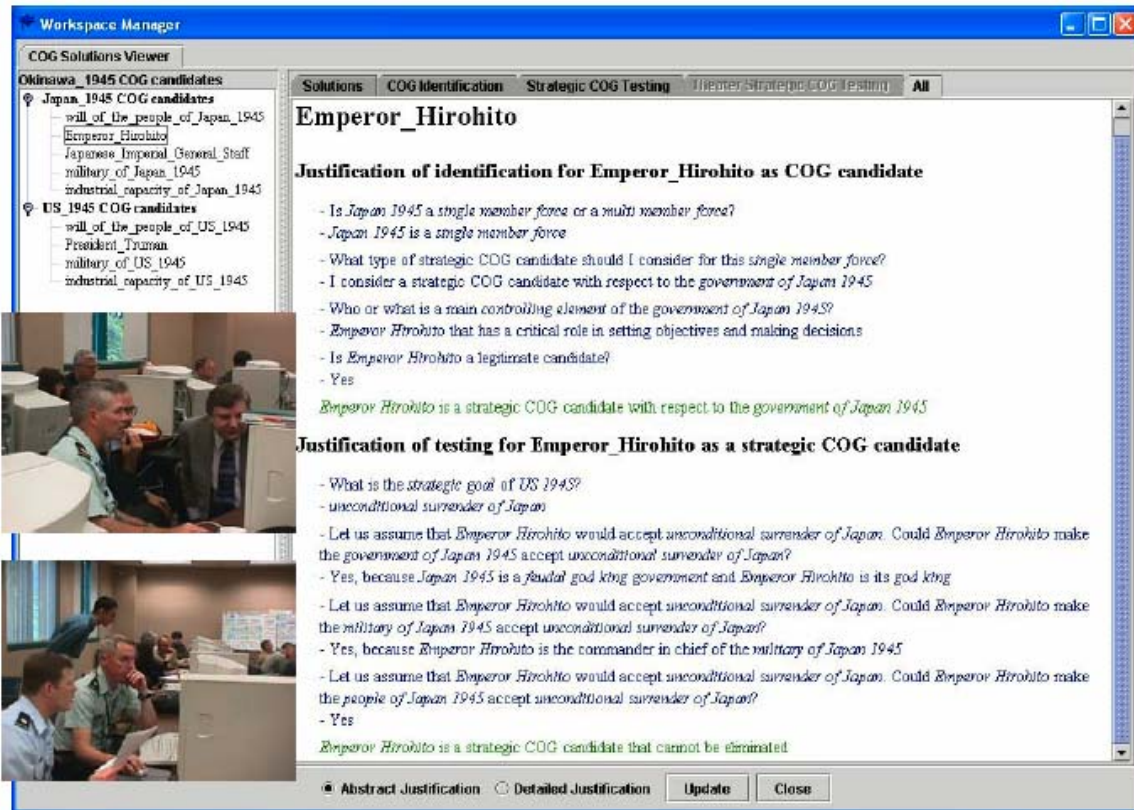 Workspace Manager
COG Solutions Viewer
Okinawa_1945 COG candidates
Japan_1945 COG candidates
will_of_the_people_of_Japan_1945
Emperor_Hirohito
Japanese_Imperial_General_Staff
military_of_Japan_1945
industrial_capacity_of_Japan_1945
US_1945 COG candidates
will_of_the_people_of_US_1945
President_Truman
military_of_US_1945
industrial_capacity_of_US_1945
Solutions
COG Identification
Strategic COG Testing
Theater Strategic COG Testing
All
Emperor_Hirohito
Justification of identification for Emperor_Hirohito as COG candidate
- Is Japan 1945 a single member force or a multi member force?
- Japan 1945 is a single member force
- What type of strategic COG candidate should I consider for this single member force?
- I consider a strategic COG candidate with respect to the government of Japan 1945
- Who or what is a main controlling element of the government of Japan 1945?
- Emperor Hirohito that has a critical role in setting objectives and making decisions
- Is Emperor Hirohito a legitimate candidate?
- Yes
Emperor Hirohito is a strategic COG candidate with respect to the government of Japan 1945
Justification of testing for Emperor_Hirohito as a strategic COG candidate
- What is the strategic goal of US 1945?
- unconditional surrender of Japan
- Let us assume that Emperor Hirohito would accept unconditional surrender of Japan. Could Emperor Hirohito make
the government of Japan 1945 accept unconditional surrender of Japan?
- Yes, because Japan 1945 is a feudal god king government and Emperor Hirohito is its god king
- Let us assume that Emperor Hirohito would accept unconditional surrender of Japan. Could Emperor Hirohito make
the military of Japan 1945 accept unconditional surrender of Japan?
- Yes, because Emperor Hirohito is the commander in chief of the military of Japan 1945
- Let us assume that Emperor Hirohito would accept unconditional surrender of Japan. Could Emperor Hirohito make
the people of Japan 1945 accept unconditional surrender of Japan?
- Yes
Emperor Hirohito is a strategic COG candidate that cannot be eliminated
Abstract Justification
Detailed Justification
Update
Close